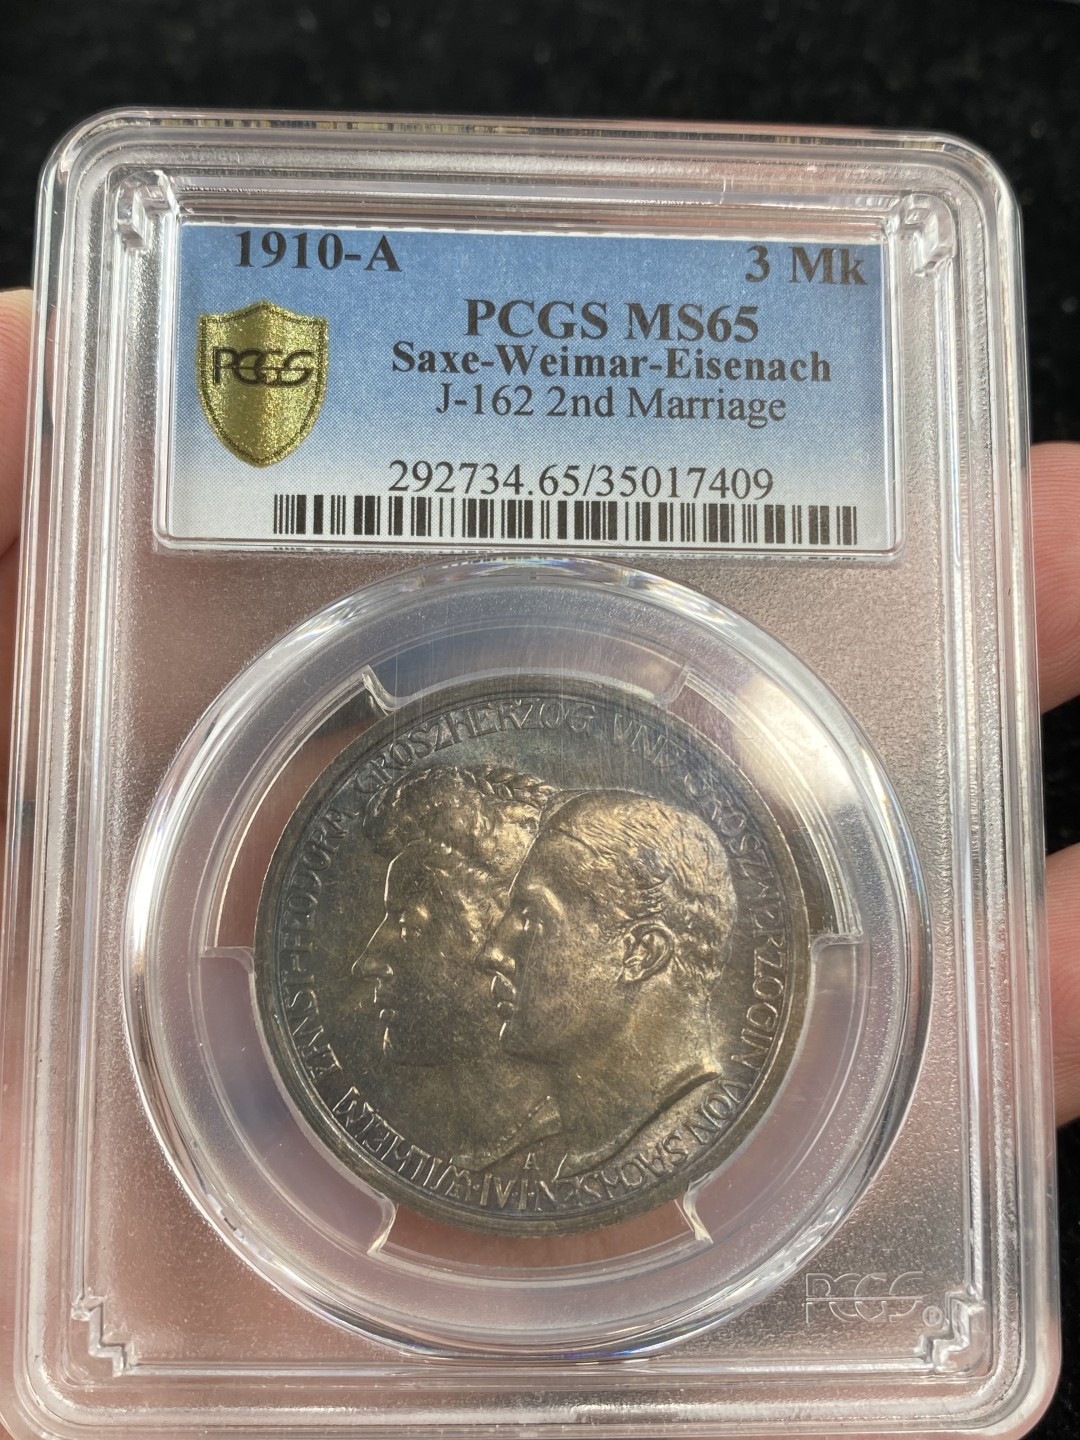 1910-A
3 Mk
PCGS MS65
Saxe-Weimar-Eisenach
J-162 2nd Marriage
PCGS
292734.65/35017409
WILHELM ERNST · FEODORA GROSZHERZOG VND GROSZHERZOGIN VON SACHSEN
A
PCGS